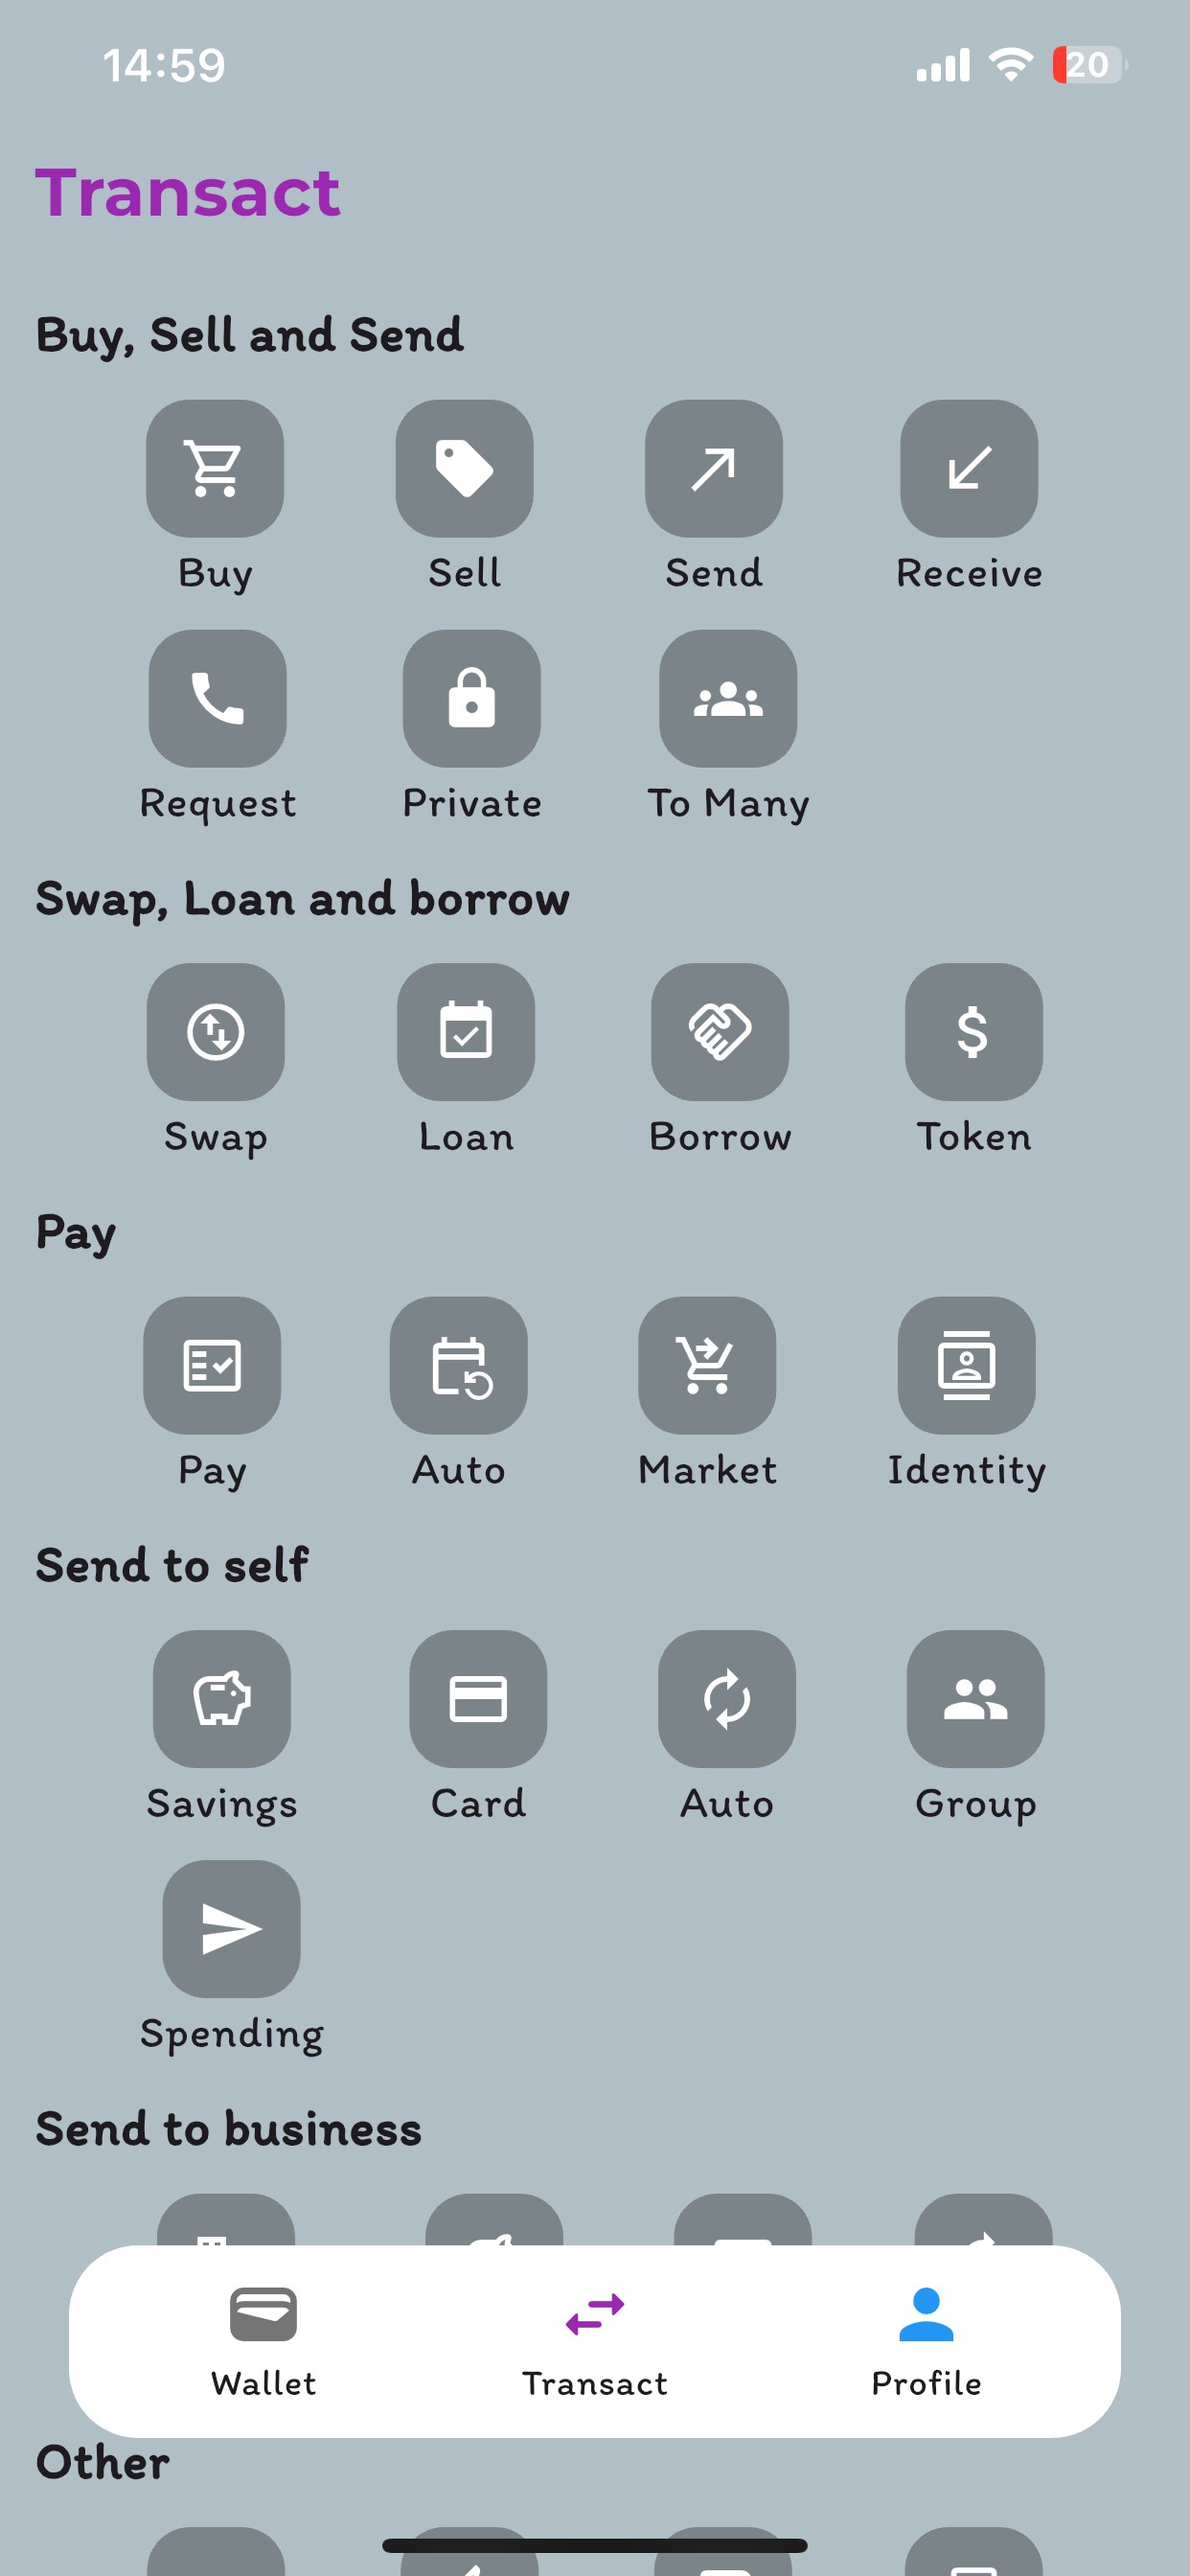 14:59
20
Transact
Buy, Sell and Send
Buy Sell Send Receive
Request Private To Many
Swap, Loan and borrow
Swap Loan Borrow Token
Pay
Pay Auto Market Identity
Send to self
Savings Card Auto Group
Spending
Send to business
Wallet Transact Profile
Other